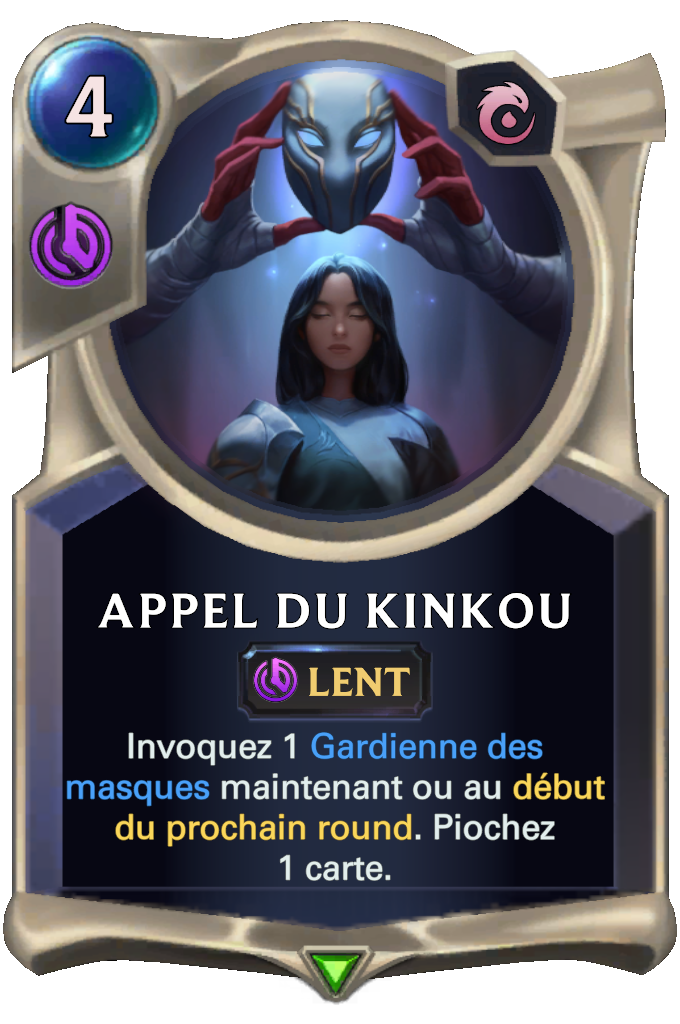 4
APPEL DU KINKOU
LENT
Invoquez 1 Gardienne des
masques maintenant ou au début
du prochain round. Piochez
1 carte.